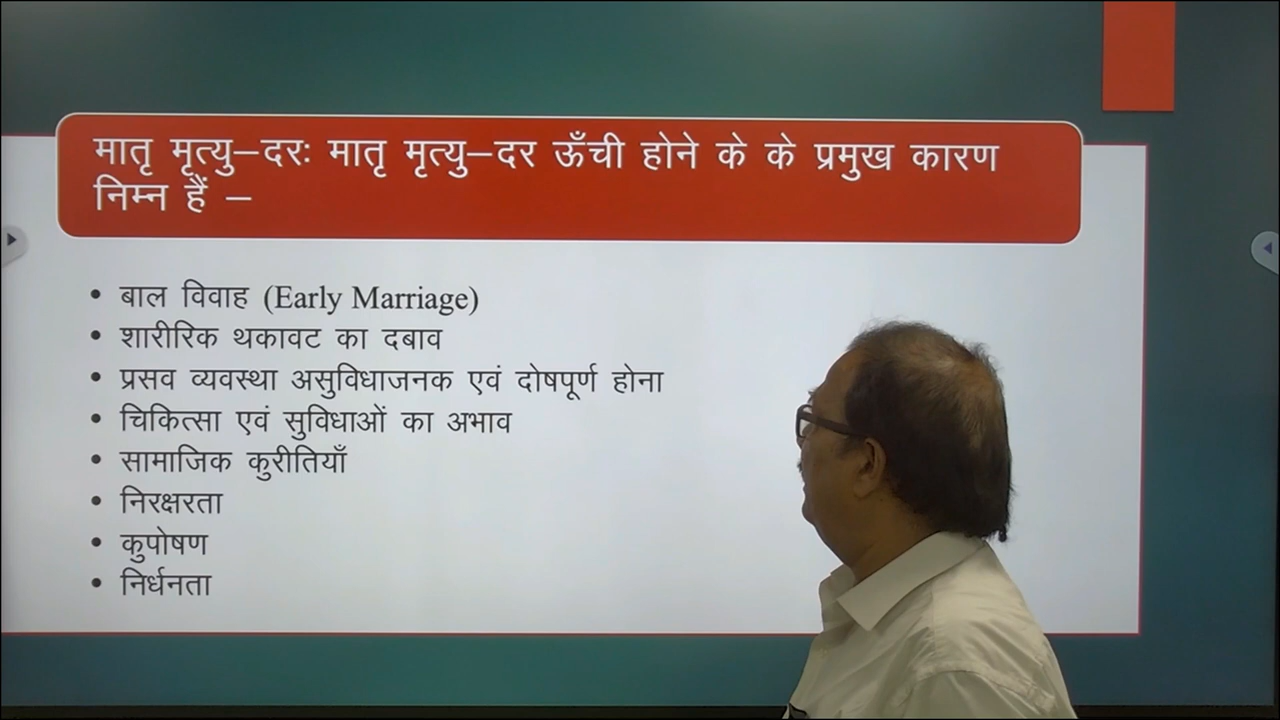 मातृ मृत्यु–दरः मातृ मृत्यु–दर ऊँची होने के के प्रमुख कारण
निम्न हैं –
• बाल विवाह (Early Marriage)
• शारीरिक थकावट का दबाव
• प्रसव व्यवस्था असुविधाजनक एवं दोषपूर्ण होना
• चिकित्सा एवं सुविधाओं का अभाव
• सामाजिक कुरीतियाँ
• निरक्षरता
• कुपोषण
• निर्धनता